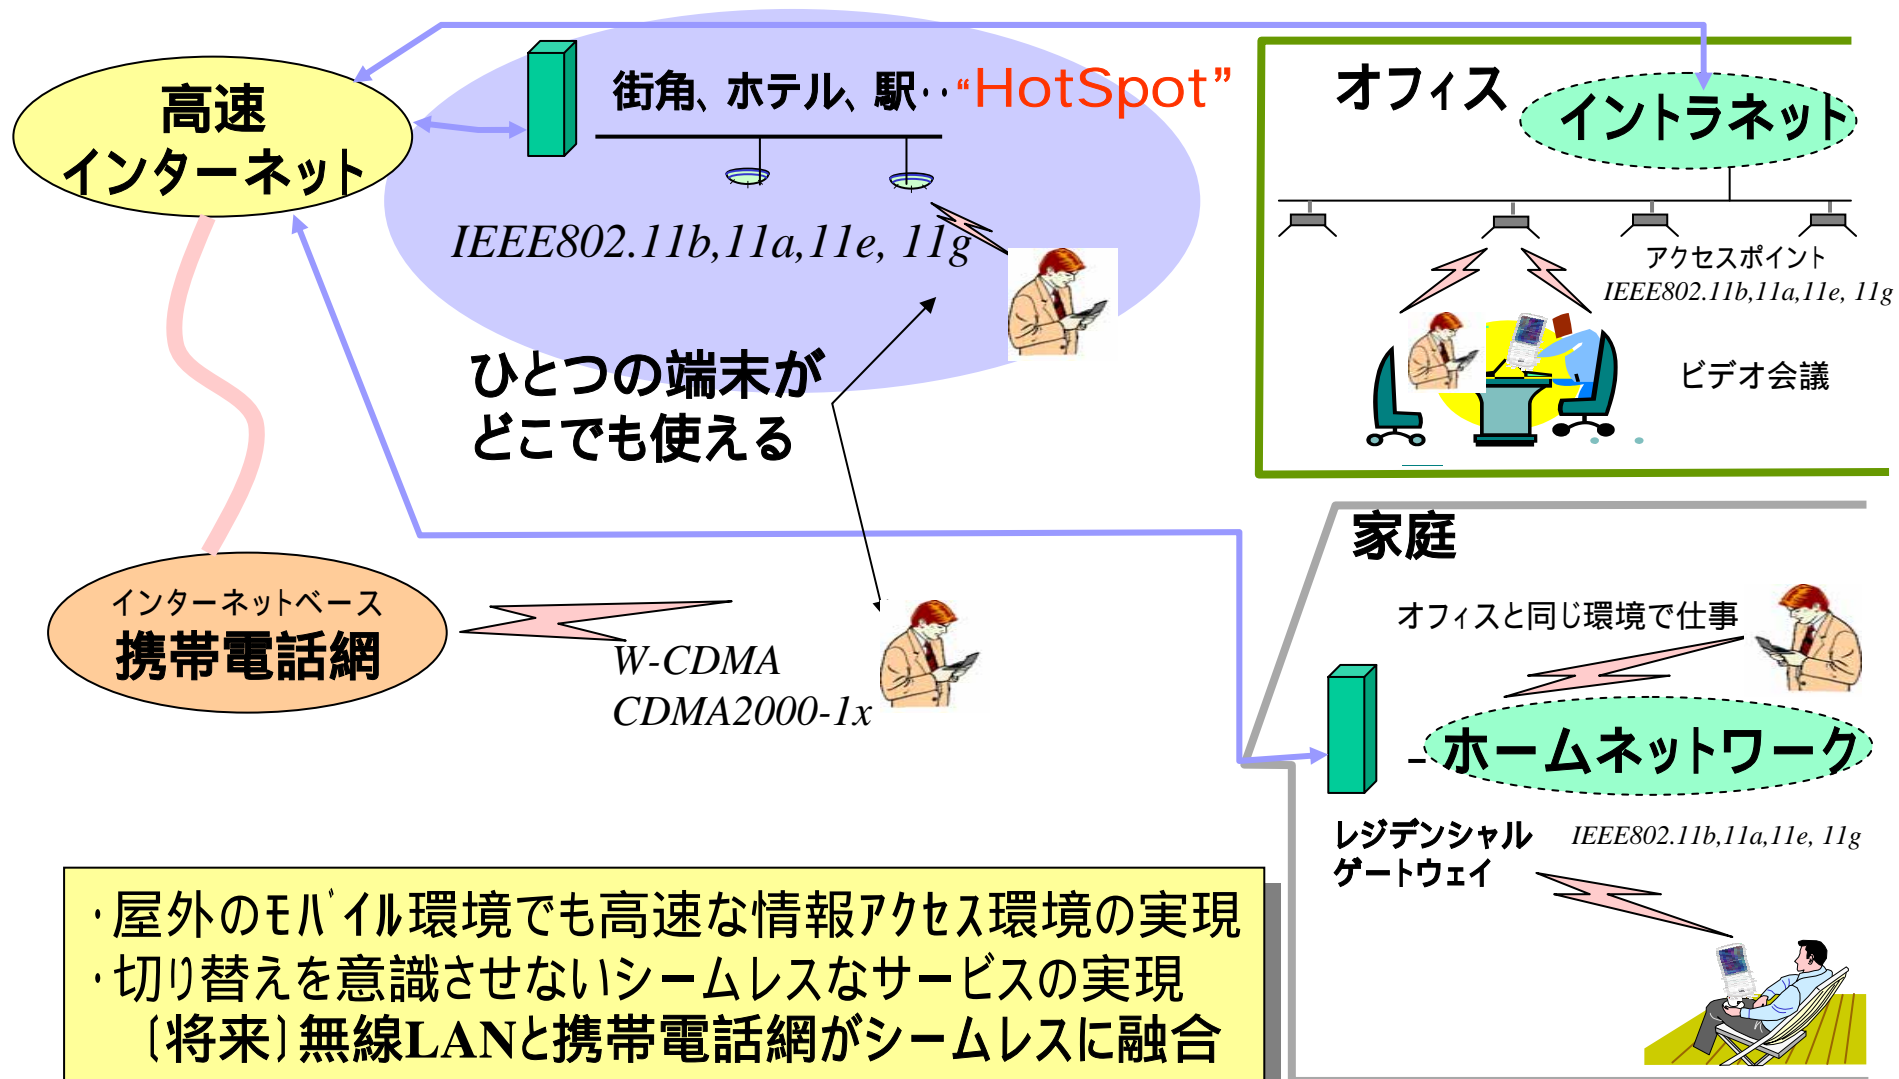 高速
インターネット
街角、ホテル、駅‥“HotSpot”
IEEE802.11b,11a,11e, 11g
ひとつの端末が
どこでも使える
インターネットベース
携帯電話網
W-CDMA
CDMA2000-1x
オフィス
イントラネット
アクセスポイント
IEEE802.11b,11a,11e, 11g
ビデオ会議
家庭
オフィスと同じ環境で仕事
ホームネットワーク
レジデンシャル
ゲートウェイ
IEEE802.11b,11a,11e, 11g
・屋外のﾓﾊﾞｲﾙ環境でも高速な情報ｱｸｾｽ環境の実現
・切り替えを意識させないシームレスなサービスの実現
〔将来〕無線LANと携帯電話網がシームレスに融合